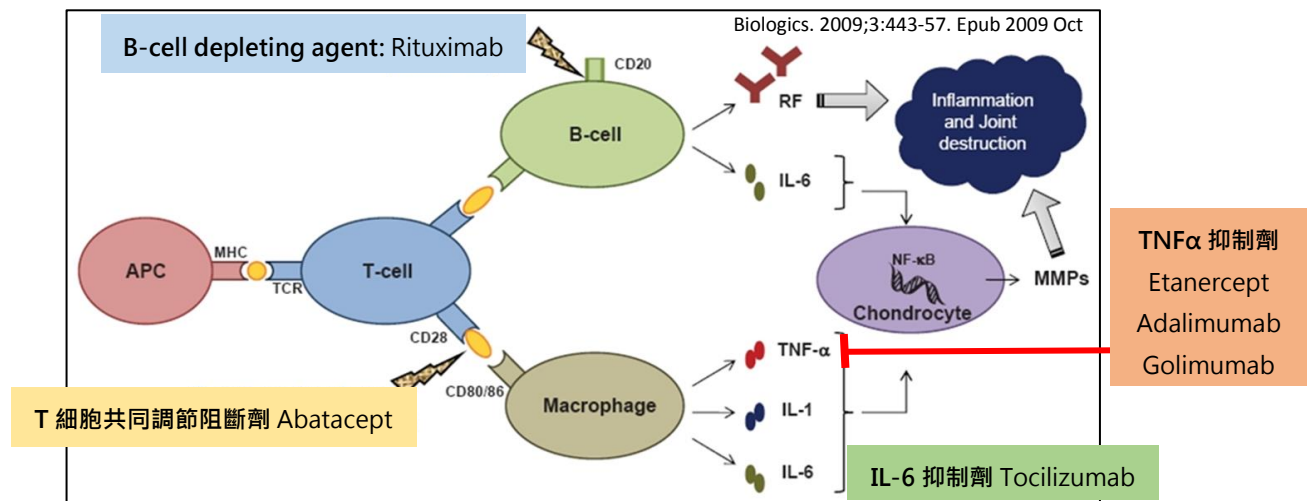 Biologics. 2009;3:443-57. Epub 2009 Oct
B-cell depleting agent: Rituximab
CD20
B-cell
RF
IL-6
Inflammation
and Joint
destruction
APC
MHC
TCR
T-cell
CD28
CD80/86
Macrophage
NF-κB
Chondrocyte
MMPs
TNF-α
IL-1
IL-6
TNFα 抑制劑
Etanercept
Adalimumab
Golimumab
T 細胞共同調節阻斷劑 Abatacept
IL-6 抑制劑 Tocilizumab